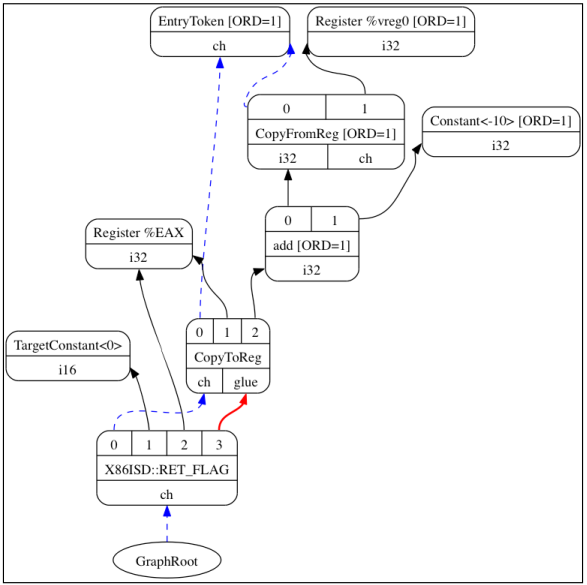 EntryToken [ORD=1]
ch
Register %vreg0 [ORD=1]
i32
0 1
CopyFromReg [ORD=1]
i32 ch
Constant<-10> [ORD=1]
i32
0 1
add [ORD=1]
i32
Register %EAX
i32
0 1 2
CopyToReg
ch glue
TargetConstant<0>
i16
0 1 2 3
X86ISD::RET_FLAG
ch
GraphRoot